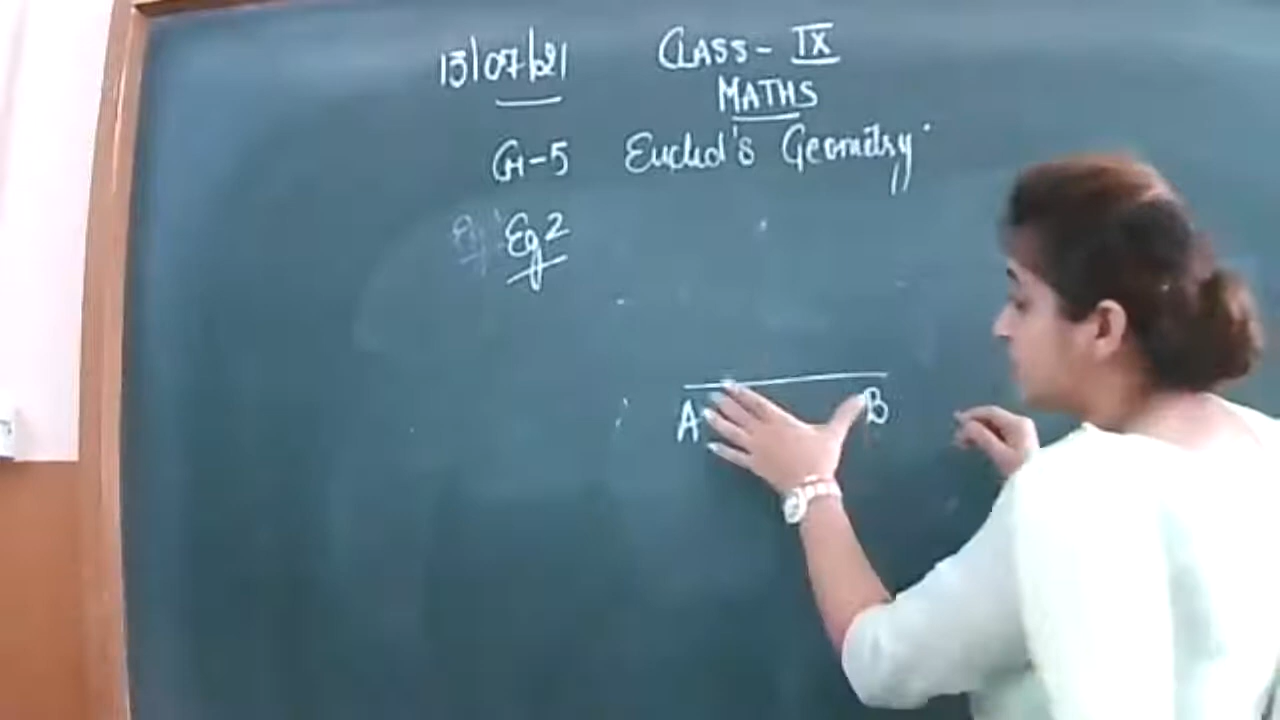 13/07/21 CLASS - IX
MATHS
CH-5 Euclid's Geometry
Eg 2
A B